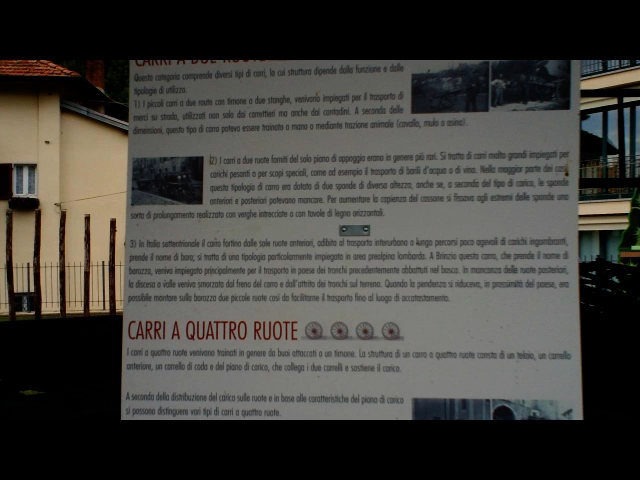 CARRI A DUE RUOTE
Questa categoria comprende diversi tipi di carri, la cui struttura dipende dalla funzione e dalle
tipologie di utilizzo.
1) I piccoli carri a due ruote con timone o due stanghe, venivano impiegati per il trasporto di
merci su strada, utilizzati non solo dai carrettieri ma anche dai contadini. A seconda delle
dimensioni, questo tipo di carro poteva essere trainato a mano o mediante trazione animale (cavallo, mulo o asino).
2) I carri a due ruote forniti del solo piano di appoggio erano in genere più rari. Si tratta di carri molto grandi impiegati per
carichi pesanti o per scopi speciali, come ad esempio il trasporto di barili d'acqua o di vino. Nella maggior parte dei casi
questa tipologia di carro era dotata di due sponde di diversa altezza, anche se, a seconda del tipo di carico, le sponde
anteriori e posteriori potevano mancare. Per aumentare la capienza del cassone si fissava agli estremi delle sponde una
sorta di prolungamento realizzato con verghe intrecciate o con tavole di legno orizzontali.
3) In Italia settentrionale il carro fornito delle sole ruote anteriori, adibito al trasporto interurbano o lungo percorsi poco agevoli di carichi ingombranti,
prende il nome di bara; si tratta di una tipologia particolarmente impiegata in area prealpina lombarda. A Brinzio questo carro, che prende il nome di
barozza, veniva impiegato principalmente per il trasporto in paese dei tronchi precedentemente abbattuti nel bosco. In mancanza delle ruote posteriori,
la discesa a valle veniva smorzata dal freno del carro e dall'attrito dei tronchi sul terreno. Quando la pendenza si riduceva, in prossimità del paese, era
possibile montare sulla barozza due piccole ruote così da facilitarne il trasporto fino al luogo di accatastamento.
CARRI A QUATTRO RUOTE
I carri a quattro ruote venivano trainati in genere da buoi attaccati a un timone. La struttura di un carro a quattro ruote consta di un telaio, un carrello
anteriore, un carrello di coda e del piano di carico, che collega i due carrelli e sostiene il carico.
A seconda della distribuzione del carico sulle ruote e in base alle caratteristiche del piano di carico
si possono distinguere vari tipi di carri a quattro ruote.